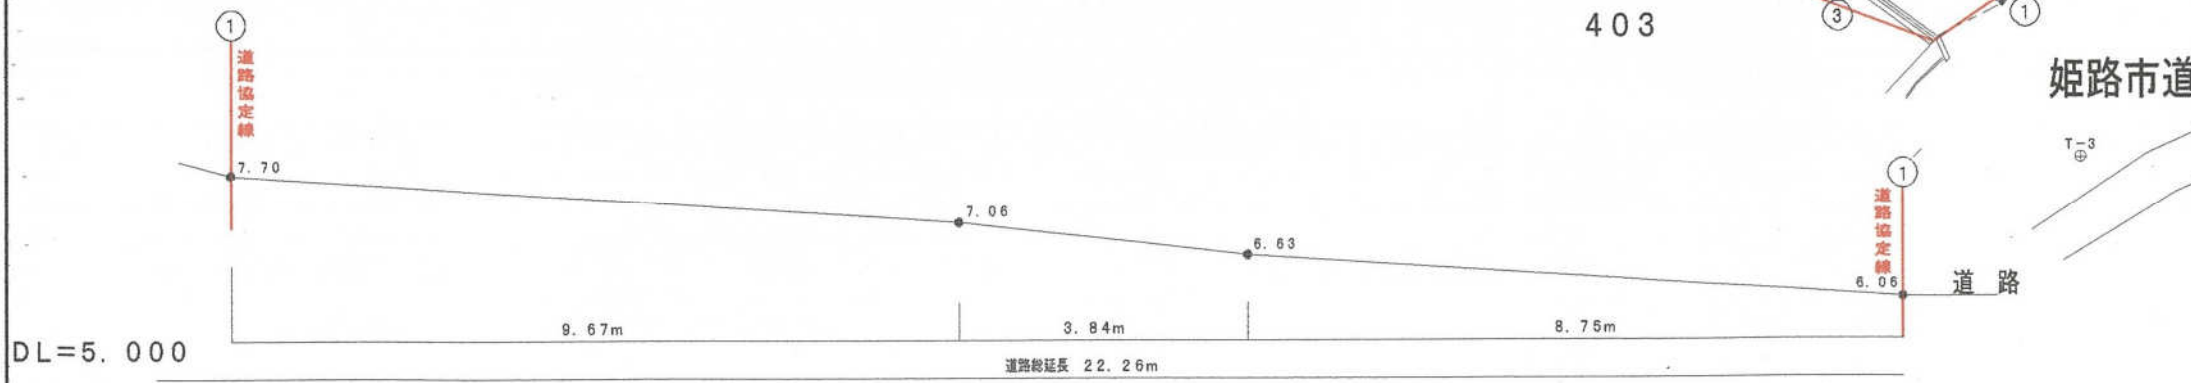 403
③
①
姫路市道
T-3
①
道路協定線
7.70
7.06
6.63
①
道路協定線
6.06
道路
9.67m
3.84m
8.75m
DL=5.000
道路総延長 22.26m